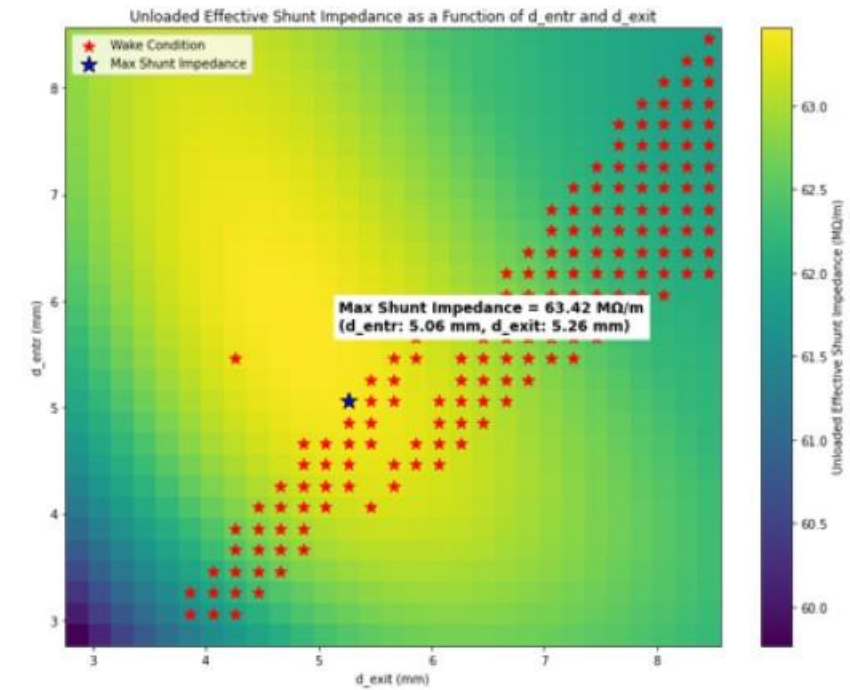 Unloaded Effective Shunt Impedance as a Function of d_entr and d_exit
Wake Condition
Max Shunt Impedance
Max Shunt Impedance = 63.42 MΩ/m
(d_entr: 5.06 mm, d_exit: 5.26 mm)
d_entr (mm)
8
7
6
5
4
3
3 4 5 6 7 8
d_exit (mm)
63.0
62.5
62.0
61.5
61.0
60.5
60.0
Unloaded Effective Shunt Impedance (MΩ/m)